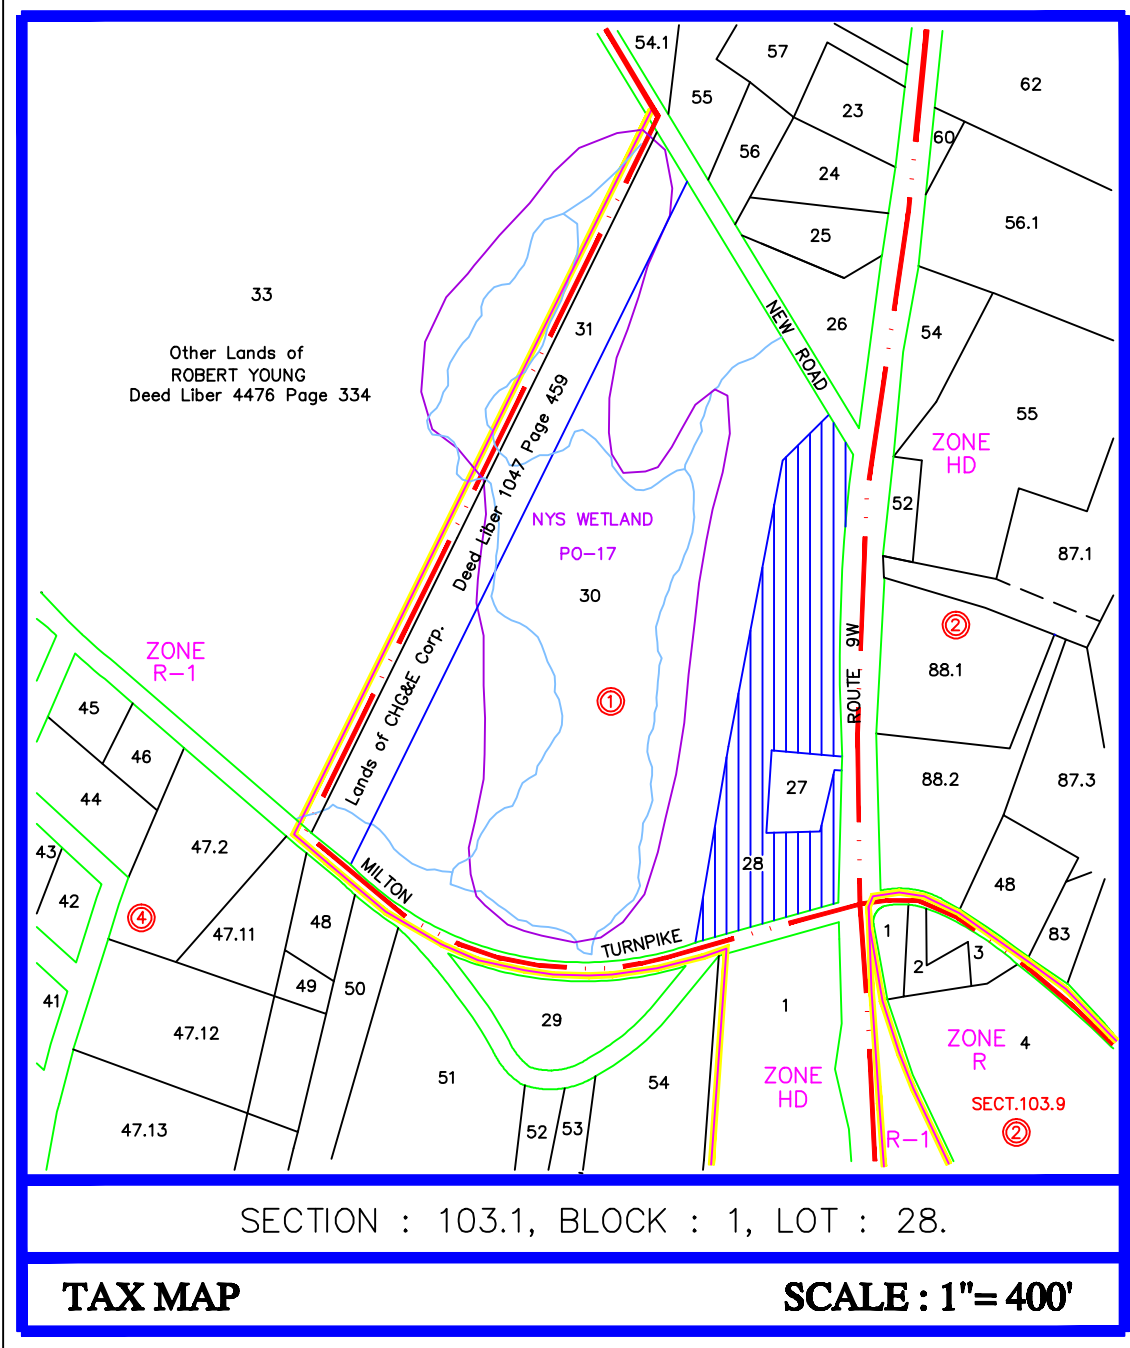 54.1
57
62
55
23
60
56
24
56.1
25
33
31
26
54
NEW ROAD
Other Lands of
ROBERT YOUNG
Deed Liber 4476 Page 334
55
ZONE
HD
52
Deed Liber 1047 Page 459
NYS WETLAND
PO-17
87.1
30
2
ZONE
R-1
88.1
ROUTE 9W
Lands of CHG&E Corp.
1
45
46
44
27
88.2
87.3
47.2
43
42
4
47.11
MILTON
TURNPIKE
28
48
48
49
50
83
1
2
3
41
29
47.12
1
ZONE
R
4
51
54
ZONE
HD
SECT.103.9
2
47.13
52
53
R-1
SECTION : 103.1, BLOCK : 1, LOT : 28.
TAX MAP
SCALE : 1"= 400'